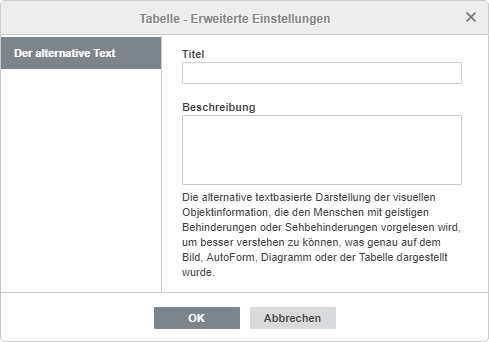 Tabelle - Erweiterte Einstellungen
Der alternative Text
Titel
Beschreibung
Die alternative textbasierte Darstellung der visuellen
Objektinformation, die den Menschen mit geistigen
Behinderungen oder Sehbehinderungen vorgelesen wird,
um besser verstehen zu können, was genau auf dem
Bild, AutoForm, Diagramm oder der Tabelle dargestellt
wurde.
OK
Abbrechen